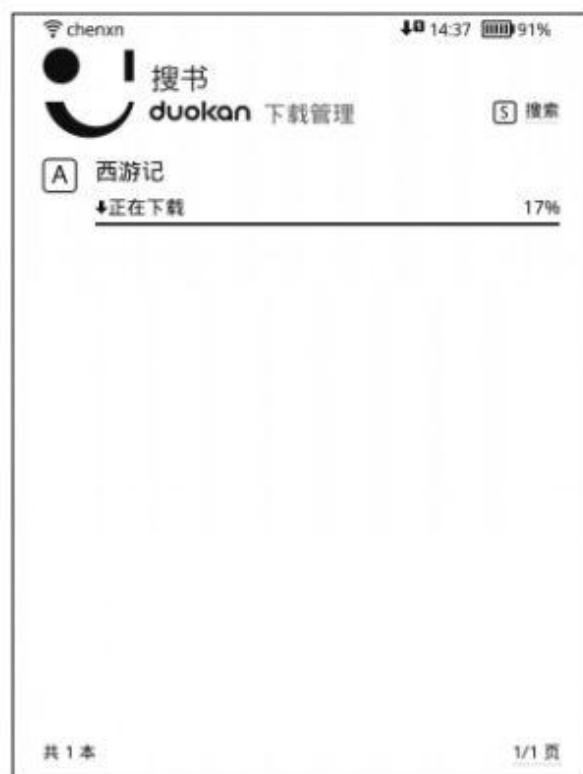 chenxn 14:37 91%
搜书
duokan 下载管理 S 搜索
A 西游记
正在下载 17%
共 1 本 1/1 页